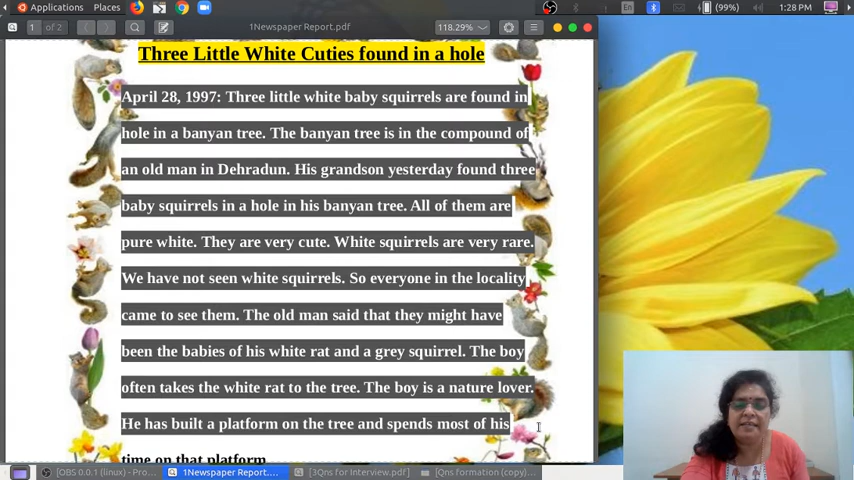 Applications Places En (99%) 1:28 PM
1 of 2 1Newspaper Report.pdf 118.29%
Three Little White Cuties found in a hole
April 28, 1997: Three little white baby squirrels are found in
hole in a banyan tree. The banyan tree is in the compound of
an old man in Dehradun. His grandson yesterday found three
baby squirrels in a hole in his banyan tree. All of them are
pure white. They are very cute. White squirrels are very rare.
We have not seen white squirrels. So everyone in the locality
came to see them. The old man said that they might have
been the babies of his white rat and a grey squirrel. The boy
often takes the white rat to the tree. The boy is a nature lover.
He has built a platform on the tree and spends most of his
time on that platform
[OBS 0.0.1 (linux) - Pro... 1Newspaper Report.... [3Qns for Interview.pdf] [Qns formation (copy)...